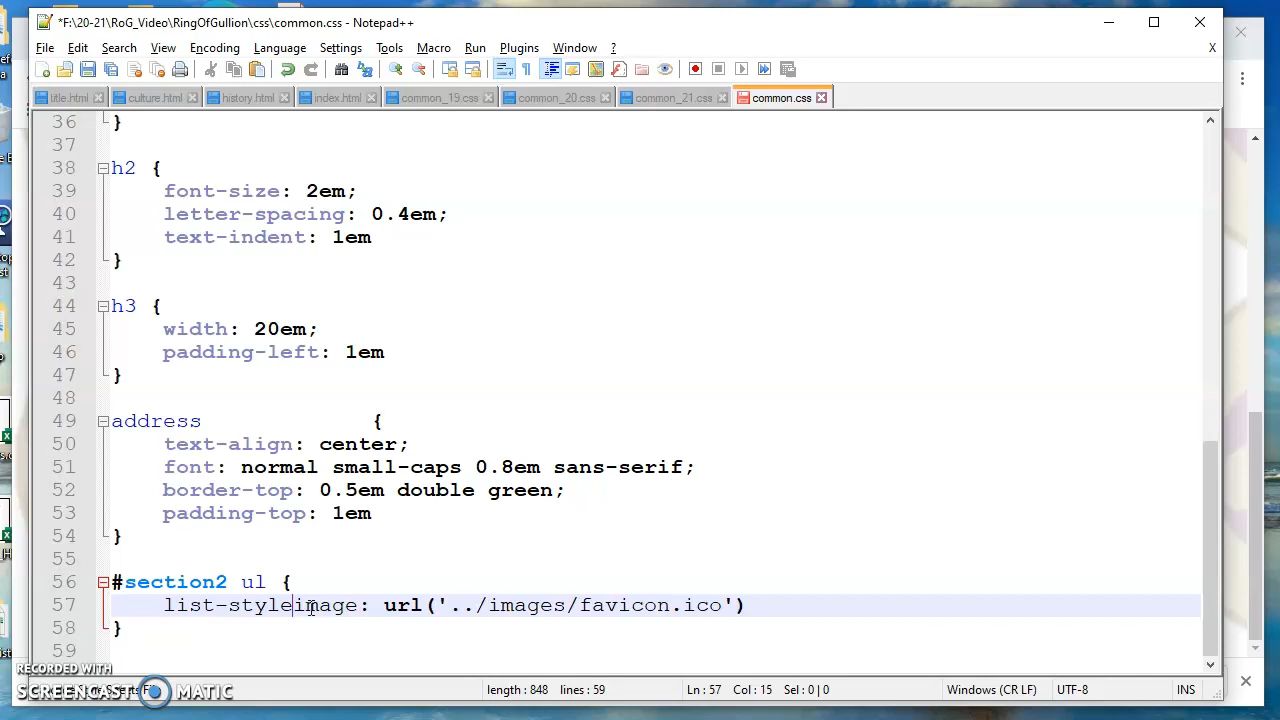 *F:\20-21\RoG_Video\RingOfGullion\css\common.css - Notepad++
File Edit Search View Encoding Language Settings Tools Macro Run Plugins Window ? X
title.html culture.html history.html index.html common_19.css common_20.css common_21.css common.css
36 }
37
38 h2 {
39 font-size: 2em;
40 letter-spacing: 0.4em;
41 text-indent: 1em
42 }
43
44 h3 {
45 width: 20em;
46 padding-left: 1em
47 }
48
49 address {
50 text-align: center;
51 font: normal small-caps 0.8em sans-serif;
52 border-top: 0.5em double green;
53 padding-top: 1em
54 }
55
56 #section2 ul {
57 list-styleimage: url('../images/favicon.ico')
58 }
59
RECORDED WITH
SCREENCAST MATIC
length : 848 lines : 59 Ln : 57 Col : 15 Sel : 0 | 0 Windows (CR LF) UTF-8 INS